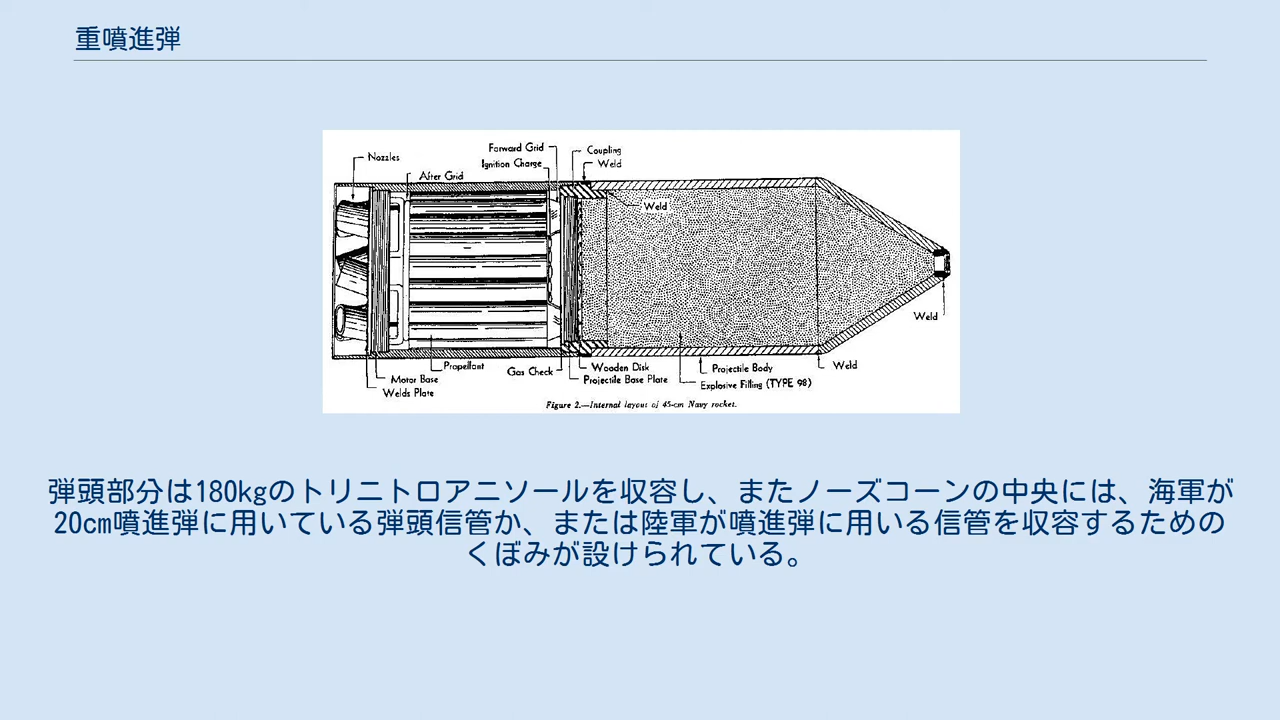 重噴進弾
Nozzles
After Grid
Forward Grid
Ignition Charge
Coupling
Weld
Weld
Weld
Weld
Propellant
Motor Base
Welds Plate
Gas Check
Wooden Disk
Projectile Base Plate
Projectile Body
Explosive Filling (TYPE 98)
Figure 2.—Internal layout of 45-cm Navy rocket.
弾頭部分は180kgのトリニトロアニソールを収容し、またノーズコーンの中央には、海軍が
20cm噴進弾に用いている弾頭信管か、または陸軍が噴進弾に用いる信管を収容するための
くぼみが設けられている。